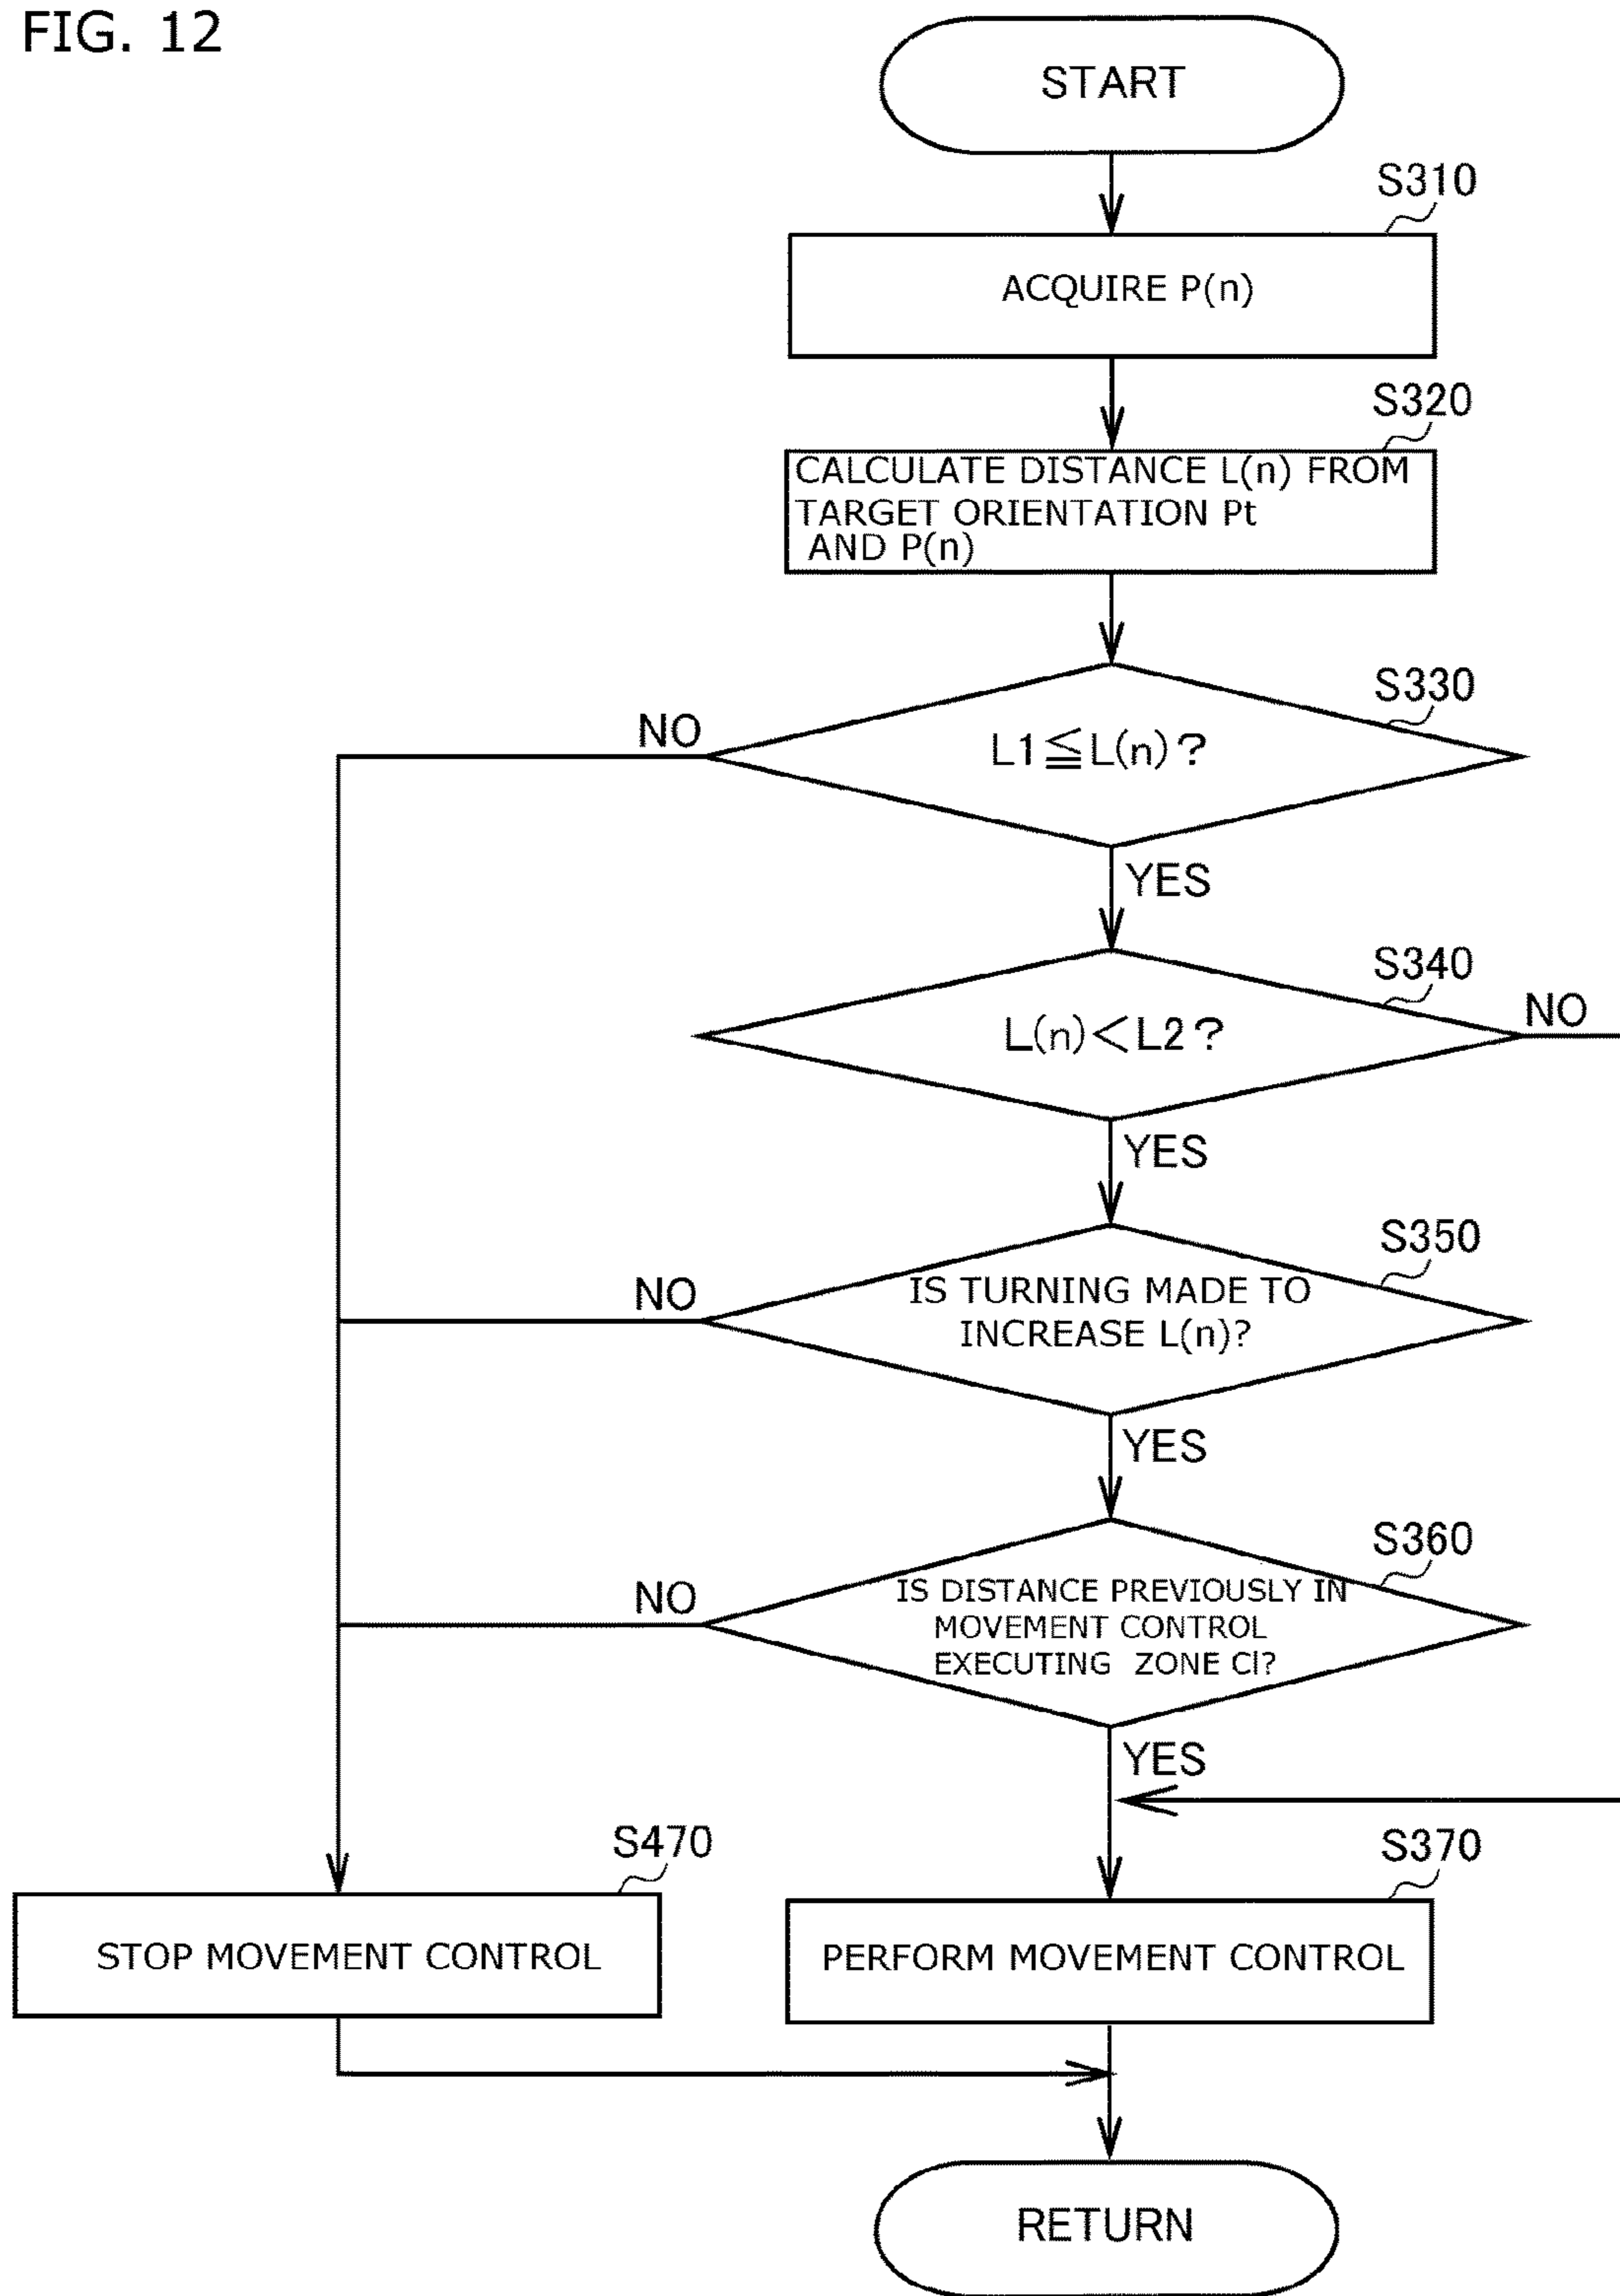 FIG. 12
START
S310
ACQUIRE P(n)
S320
CALCULATE DISTANCE L(n) FROM
TARGET ORIENTATION Pt
AND P(n)
S330
NO
L1≦L(n)?
YES
S340
NO
L(n)<L2?
YES
S350
NO
IS TURNING MADE TO
INCREASE L(n)?
YES
S360
NO
IS DISTANCE PREVIOUSLY IN
MOVEMENT CONTROL
EXECUTING ZONE Cl?
YES
S470
S370
STOP MOVEMENT CONTROL
PERFORM MOVEMENT CONTROL
RETURN